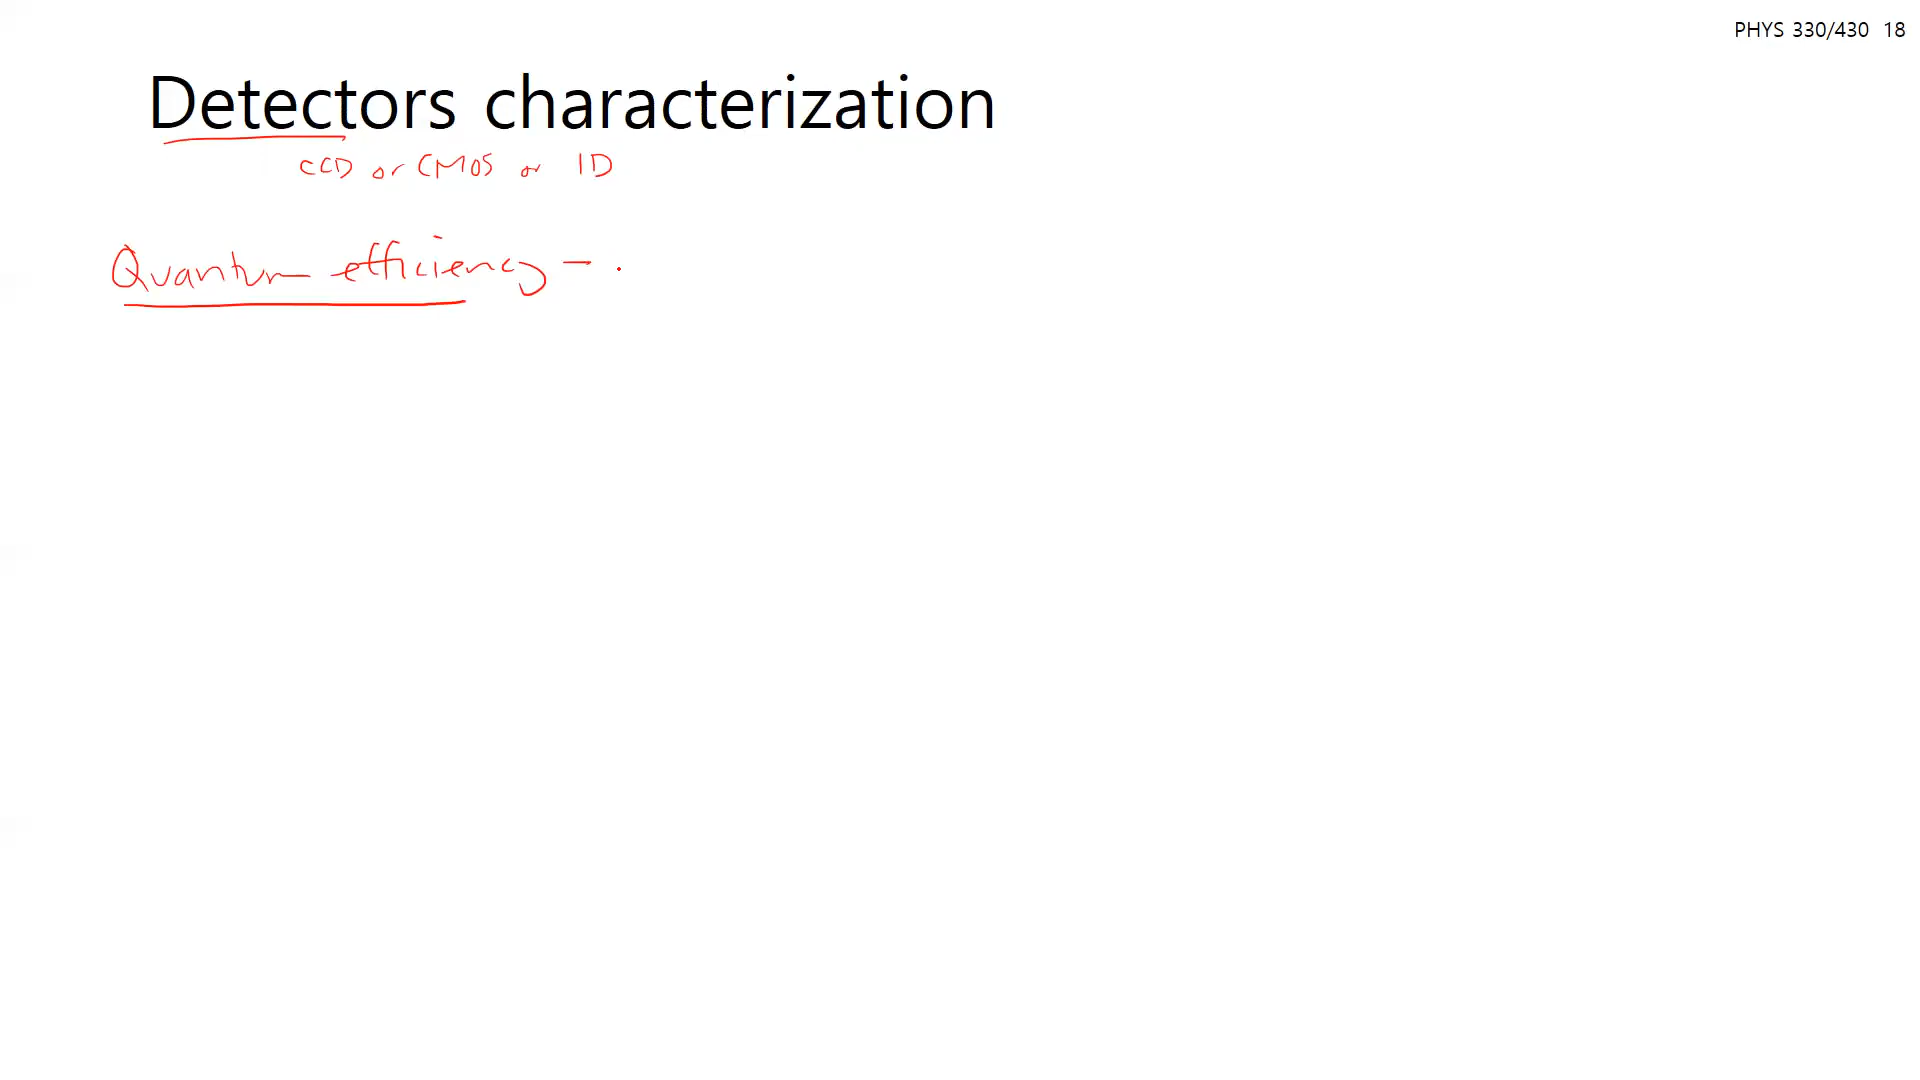 PHYS 330/430 18
Detectors characterization
CCD or CMOS or 1D
Quantum efficiency -